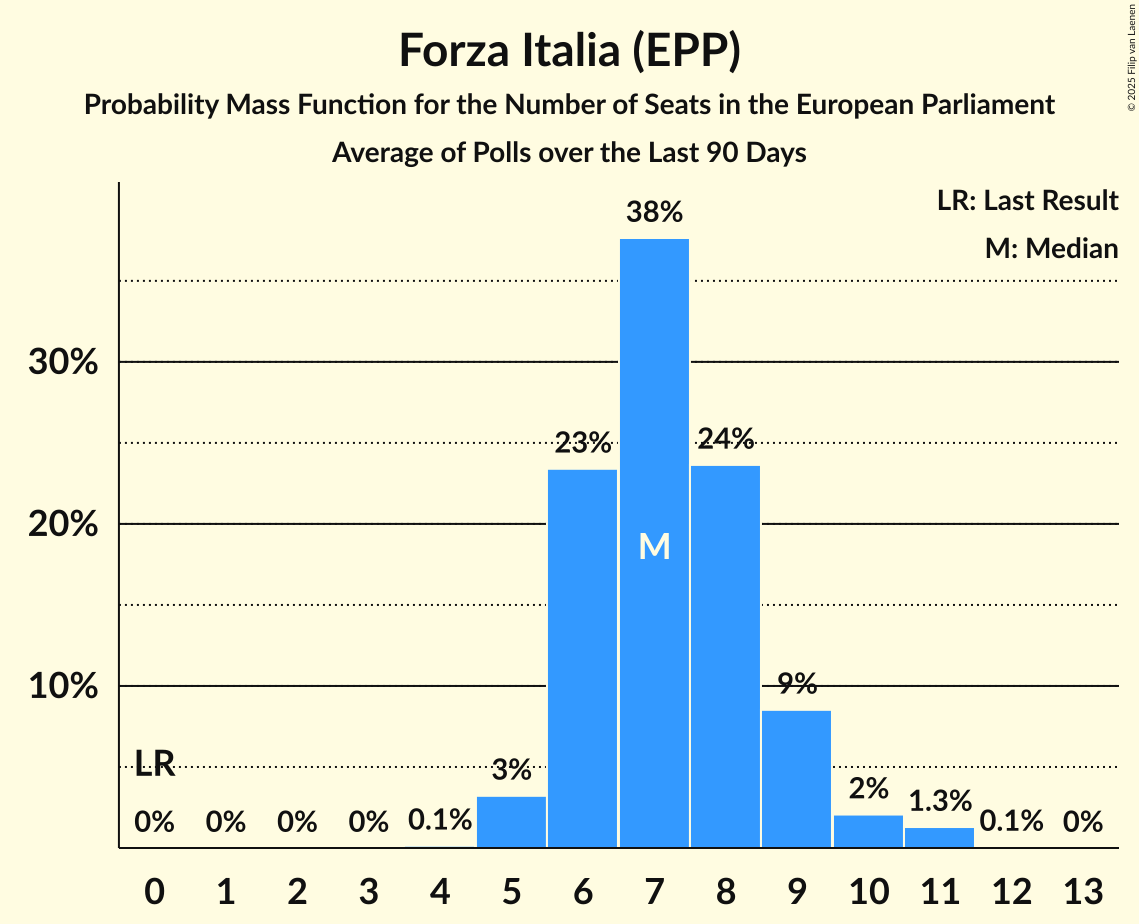 Forza Italia (EPP)
Probability Mass Function for the Number of Seats in the European Parliament
Average of Polls over the Last 90 Days
© 2025 Filip van Laenen
LR: Last Result
M: Median
38%
30%
23%
24%
20%
M
10%
9%
LR
3%
2%
1.3%
0%
0%
0%
0%
0.1%
0.1%
0%
0 1 2 3 4 5 6 7 8 9 10 11 12 13